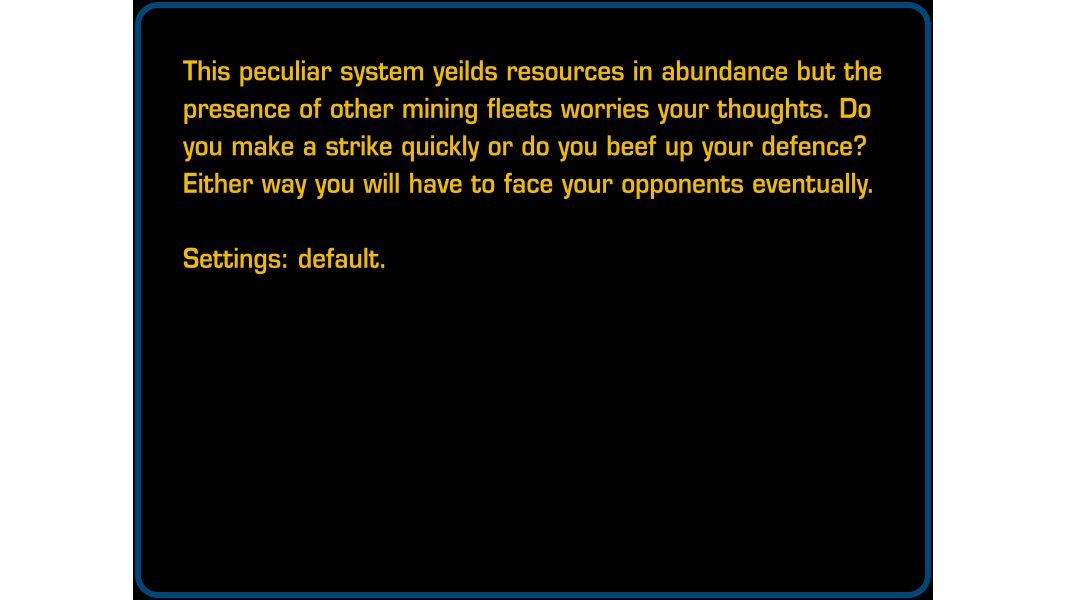 This peculiar system yeilds resources in abundance but the
presence of other mining fleets worries your thoughts. Do
you make a strike quickly or do you beef up your defence?
Either way you will have to face your opponents eventually.
Settings: default.